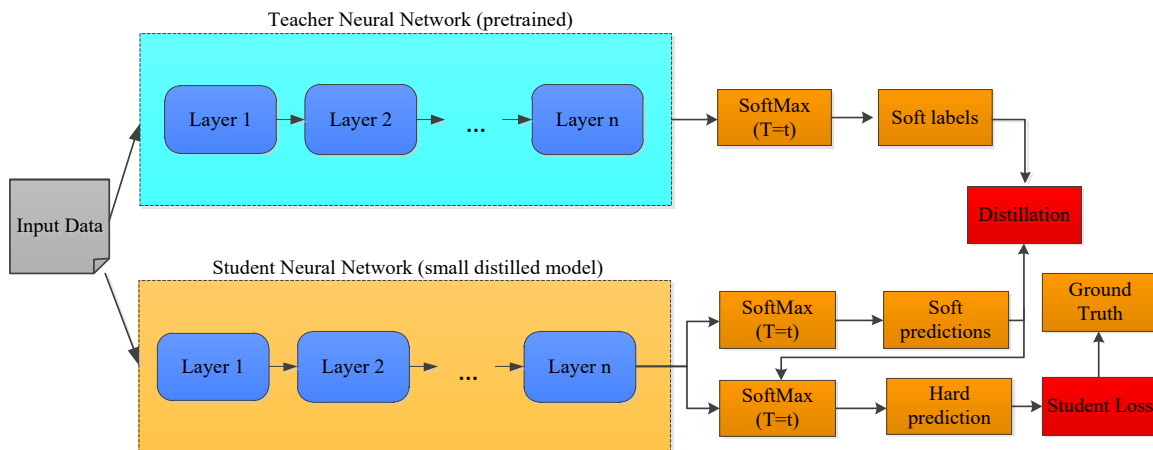 Teacher Neural Network (pretrained)
Layer 1
Layer 2
...
Layer n
SoftMax
(T=t)
Soft labels
Input Data
Distillation
Student Neural Network (small distilled model)
Layer 1
Layer 2
...
Layer n
SoftMax
(T=t)
Soft
predictions
Ground
Truth
SoftMax
(T=t)
Hard
prediction
Student Loss